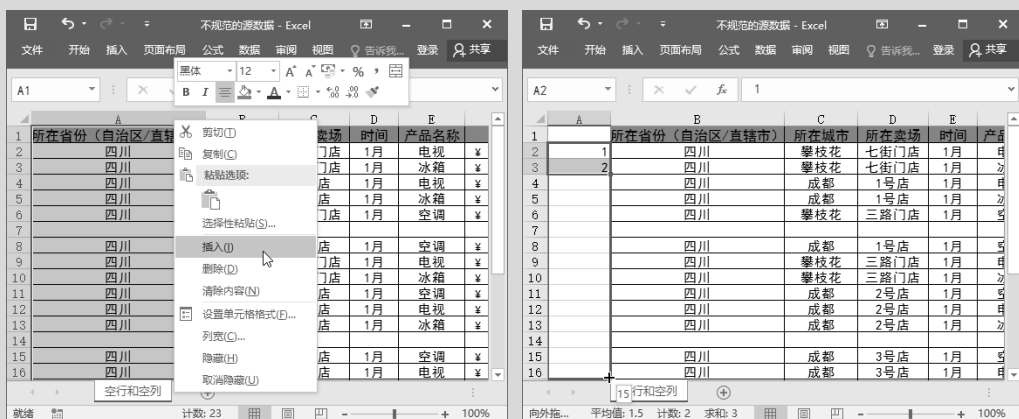 不规范的源数据 - Excel
文件 开始 插入 页面布局 公式 数据 审阅 视图 告诉我... 登录 共享
黑体 12 A A % ,
A1
B I A .00 .00
A B C D E
1 所在省份（自治区/直辖 卖场 时间 产品名称
2 四川 门店 1月 电视 ¥
3 四川 门店 1月 冰箱 ¥
4 四川 店 1月 电视 ¥
5 四川 店 1月 冰箱 ¥
6 四川 门店 1月 空调 ¥
7
8 四川 店 1月 空调 ¥
9 四川 门店 1月 电视 ¥
10 四川 门店 1月 冰箱 ¥
11 四川 店 1月 空调 ¥
12 四川 店 1月 电视 ¥
13 四川 店 1月 冰箱 ¥
14
15 四川 店 1月 空调 ¥
16 四川 店 1月 电视 ¥
剪切(T)
复制(C)
粘贴选项:
选择性粘贴(S)...
插入(I)
删除(D)
清除内容(N)
设置单元格格式(F)...
列宽(C)...
隐藏(H)
取消隐藏(U)
空行和空列
就绪 计数: 23 100%
不规范的源数据 - Excel
文件 开始 插入 页面布局 公式 数据 审阅 视图 告诉我... 登录 共享
A2 fx 1
A B C D E
1 所在省份（自治区/直辖市） 所在城市 所在卖场 时间 产品
2 1 四川 攀枝花 七街门店 1月
3 2 四川 攀枝花 七街门店 1月
4 四川 成都 1号店 1月
5 四川 成都 1号店 1月
6 四川 攀枝花 三路门店 1月
7
8 四川 成都 1号店 1月
9 四川 攀枝花 三路门店 1月
10 四川 攀枝花 三路门店 1月
11 四川 成都 2号店 1月
12 四川 成都 2号店 1月
13 四川 成都 2号店 1月
14
15 四川 成都 3号店 1月
16 四川 成都 3号店 1月
15 行和空列
向外拖... 平均值: 1.5 计数: 2 求和: 3 100%